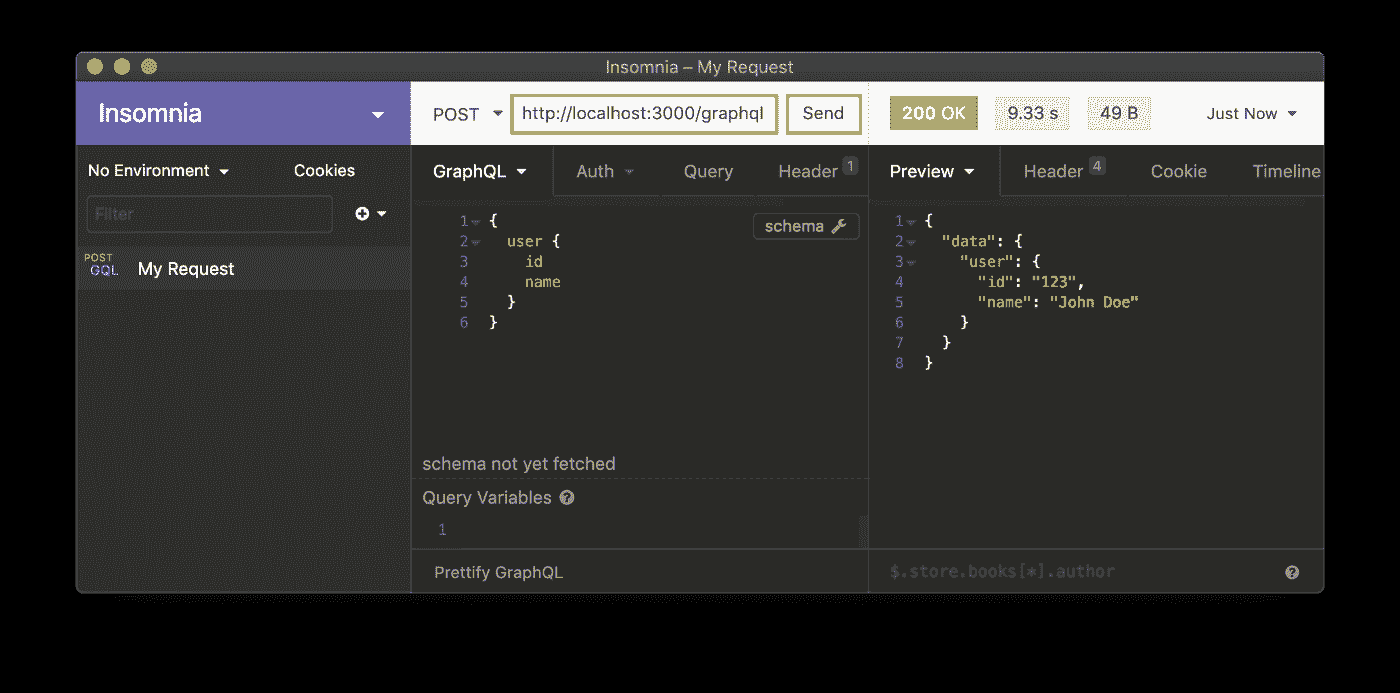 Insomnia – My Request
Insomnia
POST http://localhost:3000/graphql Send
200 OK 9.33 s 49 B Just Now
No Environment Cookies
Filter
POST
GQL My Request
GraphQL Auth Query Header 1
1 {
2 user {
3 id
4 name
5 }
6 }
schema
schema not yet fetched
Query Variables
1
Prettify GraphQL
Preview Header 4 Cookie Timeline
1 {
2 "data": {
3 "user": {
4 "id": "123",
5 "name": "John Doe"
6 }
7 }
8 }
$.store.books[*].author